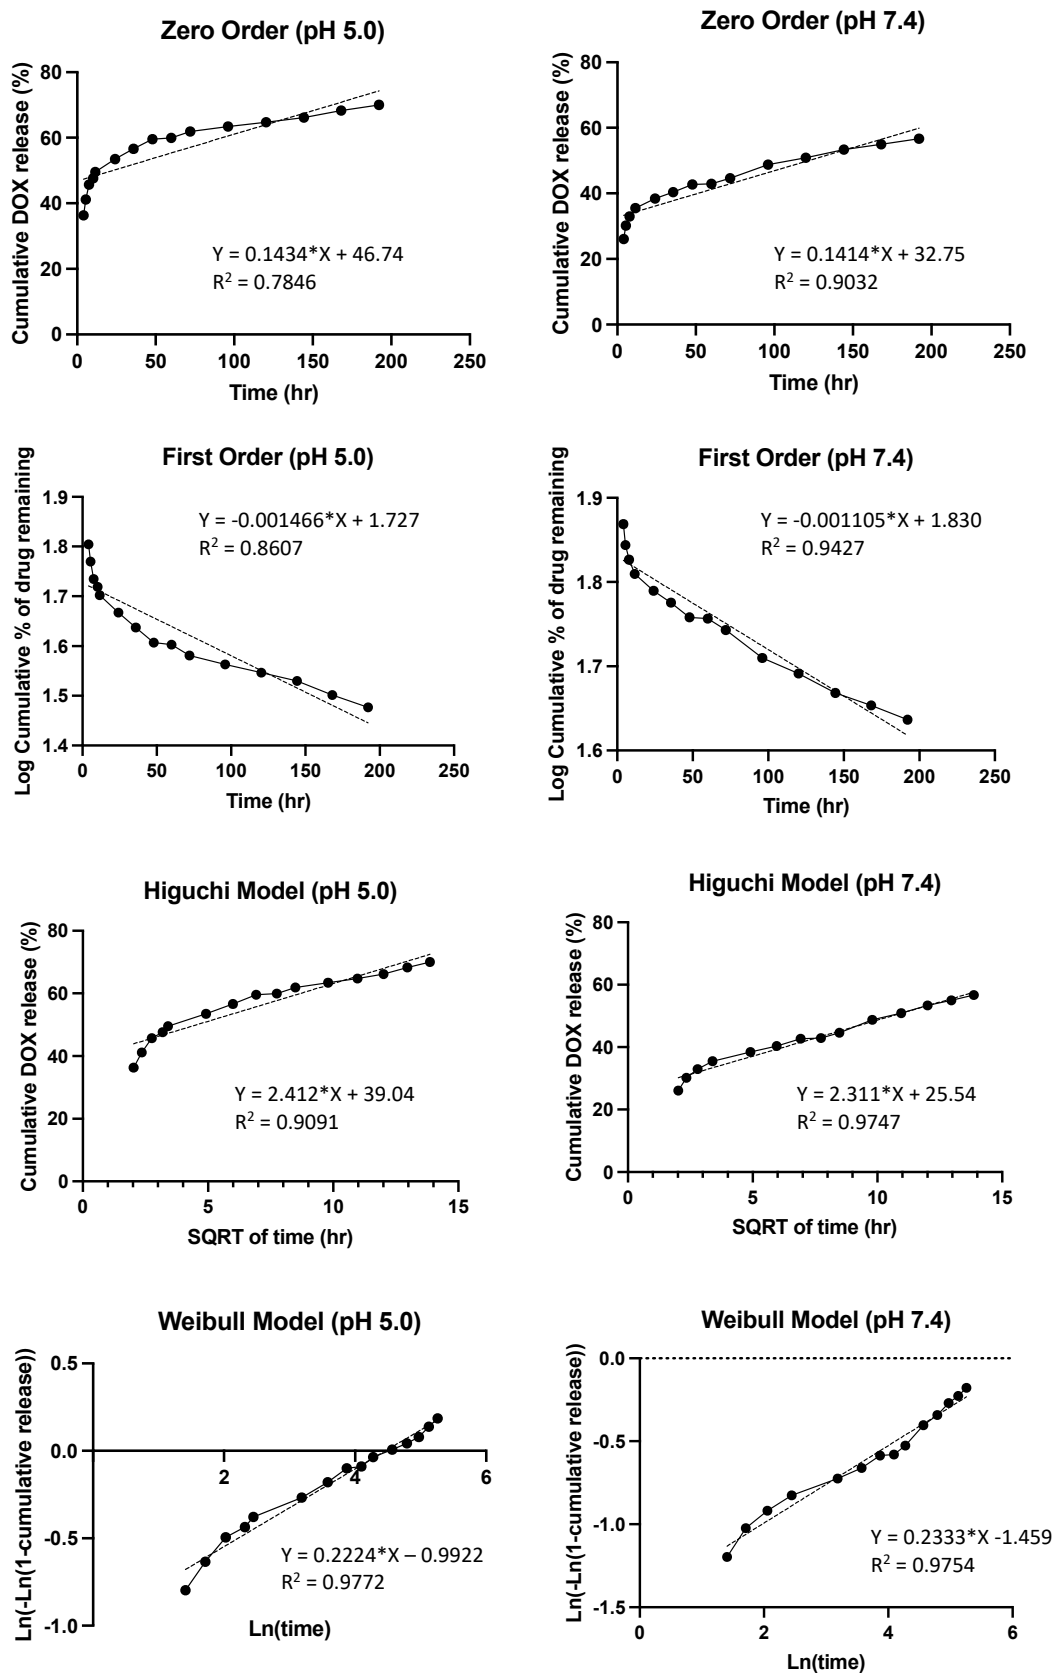 Zero Order (pH 5.0)
Cumulative DOX release (%)
80
60
40
20
0
Y = 0.1434*X + 46.74
R² = 0.7846
0 50 100 150 200 250
Time (hr)
Zero Order (pH 7.4)
Cumulative DOX release (%)
80
60
40
20
0
Y = 0.1414*X + 32.75
R² = 0.9032
0 50 100 150 200 250
Time (hr)
First Order (pH 5.0)
Log Cumulative % of drug remaining
1.9
1.8
1.7
1.6
1.5
1.4
Y = -0.001466*X + 1.727
R² = 0.8607
0 50 100 150 200 250
Time (hr)
First Order (pH 7.4)
Log Cumulative % of drug remaining
1.9
1.8
1.7
1.6
Y = -0.001105*X + 1.830
R² = 0.9427
0 50 100 150 200 250
Time (hr)
Higuchi Model (pH 5.0)
Cumulative DOX release (%)
80
60
40
20
0
Y = 2.412*X + 39.04
R² = 0.9091
0 5 10 15
SQRT of time (hr)
Higuchi Model (pH 7.4)
Cumulative DOX release (%)
80
60
40
20
0
Y = 2.311*X + 25.54
R² = 0.9747
0 5 10 15
SQRT of time (hr)
Weibull Model (pH 5.0)
Ln(-Ln(1-cumulative release))
0.5
0.0
-0.5
-1.0
2 4 6
Y = 0.2224*X – 0.9922
R² = 0.9772
Ln(time)
Weibull Model (pH 7.4)
Ln(-Ln(1-cumulative release))
0.0
-0.5
-1.0
-1.5
Y = 0.2333*X -1.459
R² = 0.9754
0 2 4 6
Ln(time)